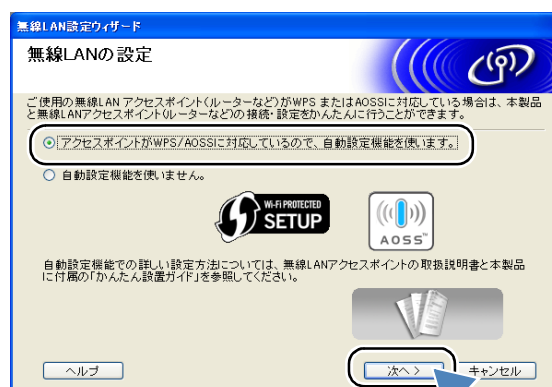 無線LAN設定ウィザード
無線LANの設定
ご使用の無線LAN アクセスポイント(ルーターなど)がWPS またはAOSSに対応している場合は、本製品
と無線LANアクセスポイント(ルーターなど)の接続・設定をかんたんに行うことができます。
アクセスポイントがWPS/AOSSに対応しているので、自動設定機能を使います。
自動設定機能を使いません。
WI-FI PROTECTED
SETUP
AOSS™
自動設定機能での詳しい設定方法については、無線LANアクセスポイントの取扱説明書と本製品
に付属の「かんたん設置ガイド」を参照してください。
ヘルプ
次へ >
キャンセル